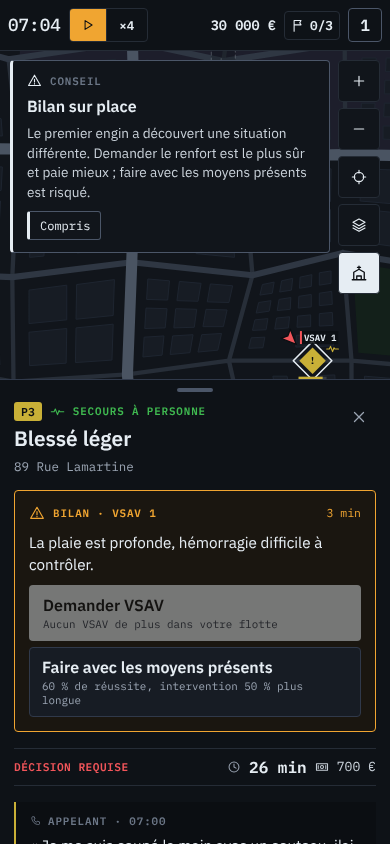 07:04 ×4 30 000 € 0/3 1
CONSEIL
Bilan sur place
Le premier engin a découvert une situation
différente. Demander le renfort est le plus sûr
et paie mieux ; faire avec les moyens présents
est risqué.
Compris
VSAV 1
!
P3 SECOURS À PERSONNE
Blessé léger
89 Rue Lamartine
BILAN · VSAV 1 3 min
La plaie est profonde, hémorragie difficile à
contrôler.
Demander VSAV
Aucun VSAV de plus dans votre flotte
Faire avec les moyens présents
60 % de réussite, intervention 50 % plus
longue
DÉCISION REQUISE 26 min 700 €
APPELANT · 07:00